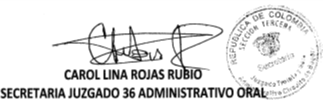 REPUBLICA DE COLOMBIA
SECCION TERCERA
Secretaria
CAROL LINA ROJAS RUBIO
SECRETARIA JUZGADO 36 ADMINISTRATIVO ORAL